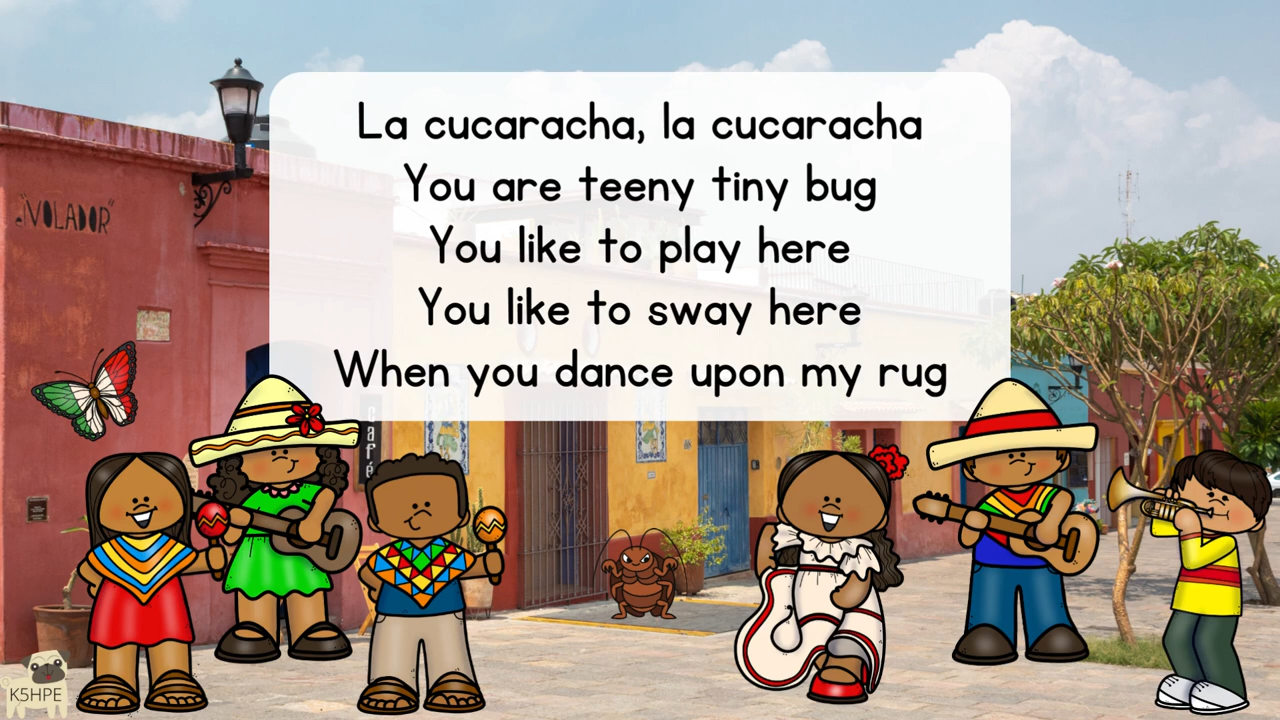 La cucaracha, la cucaracha
You are teeny tiny bug
You like to play here
You like to sway here
When you dance upon my rug
"VOLADOR"
café
K5HPE